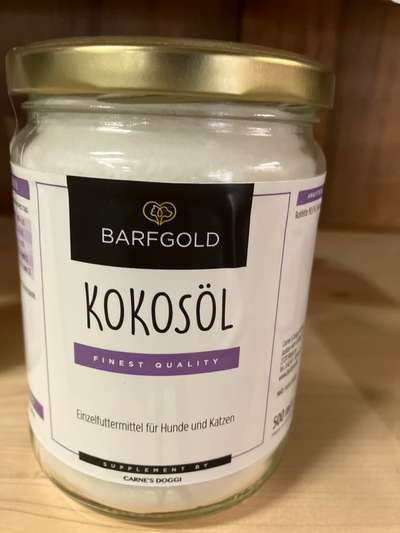 BARFGOLD
KOKOSÖL
FINEST QUALITY
Einzelfuttermittel für Hunde und Katzen
SUPPLEMENT BY
CARNE'S DOGGI